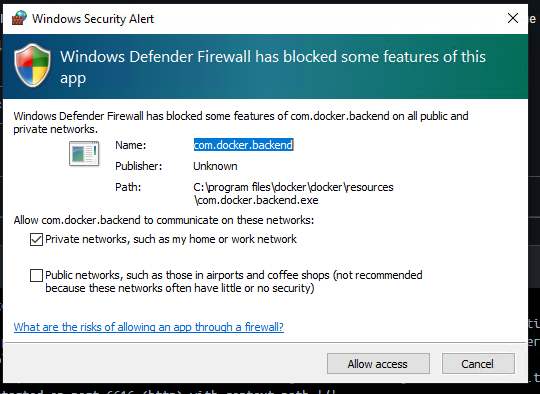 Windows Security Alert
Windows Defender Firewall has blocked some features of this
app
Windows Defender Firewall has blocked some features of com.docker.backend on all public and
private networks.
Name: com.docker.backend
Publisher: Unknown
Path: C:\program files\docker\docker\resources
\com.docker.backend.exe
Allow com.docker.backend to communicate on these networks:
Private networks, such as my home or work network
Public networks, such as those in airports and coffee shops (not recommended
because these networks often have little or no security)
What are the risks of allowing an app through a firewall?
Allow access Cancel